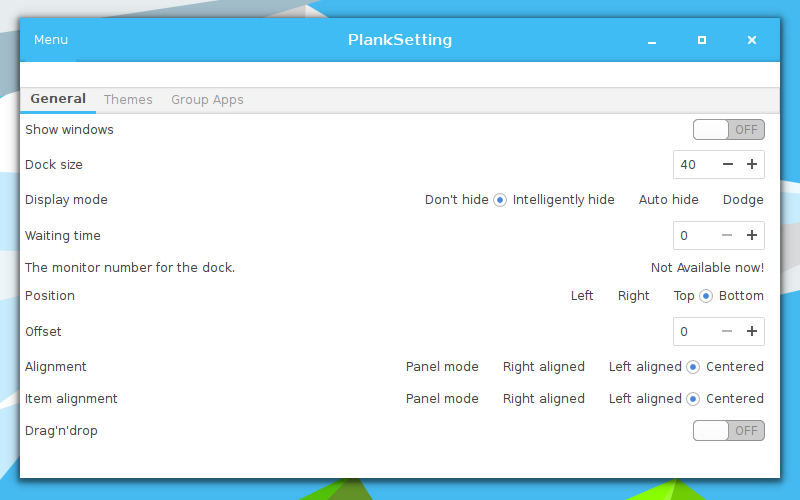 Menu PlankSetting
General Themes Group Apps
Show windows OFF
Dock size 40
Display mode Don't hide Intelligently hide Auto hide Dodge
Waiting time 0
The monitor number for the dock. Not Available now!
Position Left Right Top Bottom
Offset 0
Alignment Panel mode Right aligned Left aligned Centered
Item alignment Panel mode Right aligned Left aligned Centered
Drag'n'drop OFF